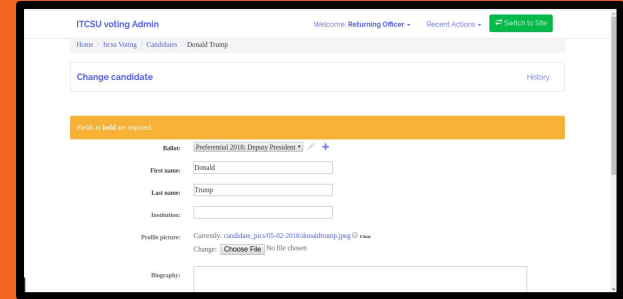 ITCSU voting Admin
Welcome, Returning Officer
Recent Actions
Switch to Site
Home / Itcsu Voting / Candidates / Donald Trump
Change candidate
History
Fields in bold are required.
Ballot:
Preferential 2018: Deputy President
First name:
Donald
Last name:
Trump
Institution:
Profile picture:
Currently: candidate_pics/05-02-2018/donaldtrump.jpeg Clear
Change: Choose File No file chosen
Biography: